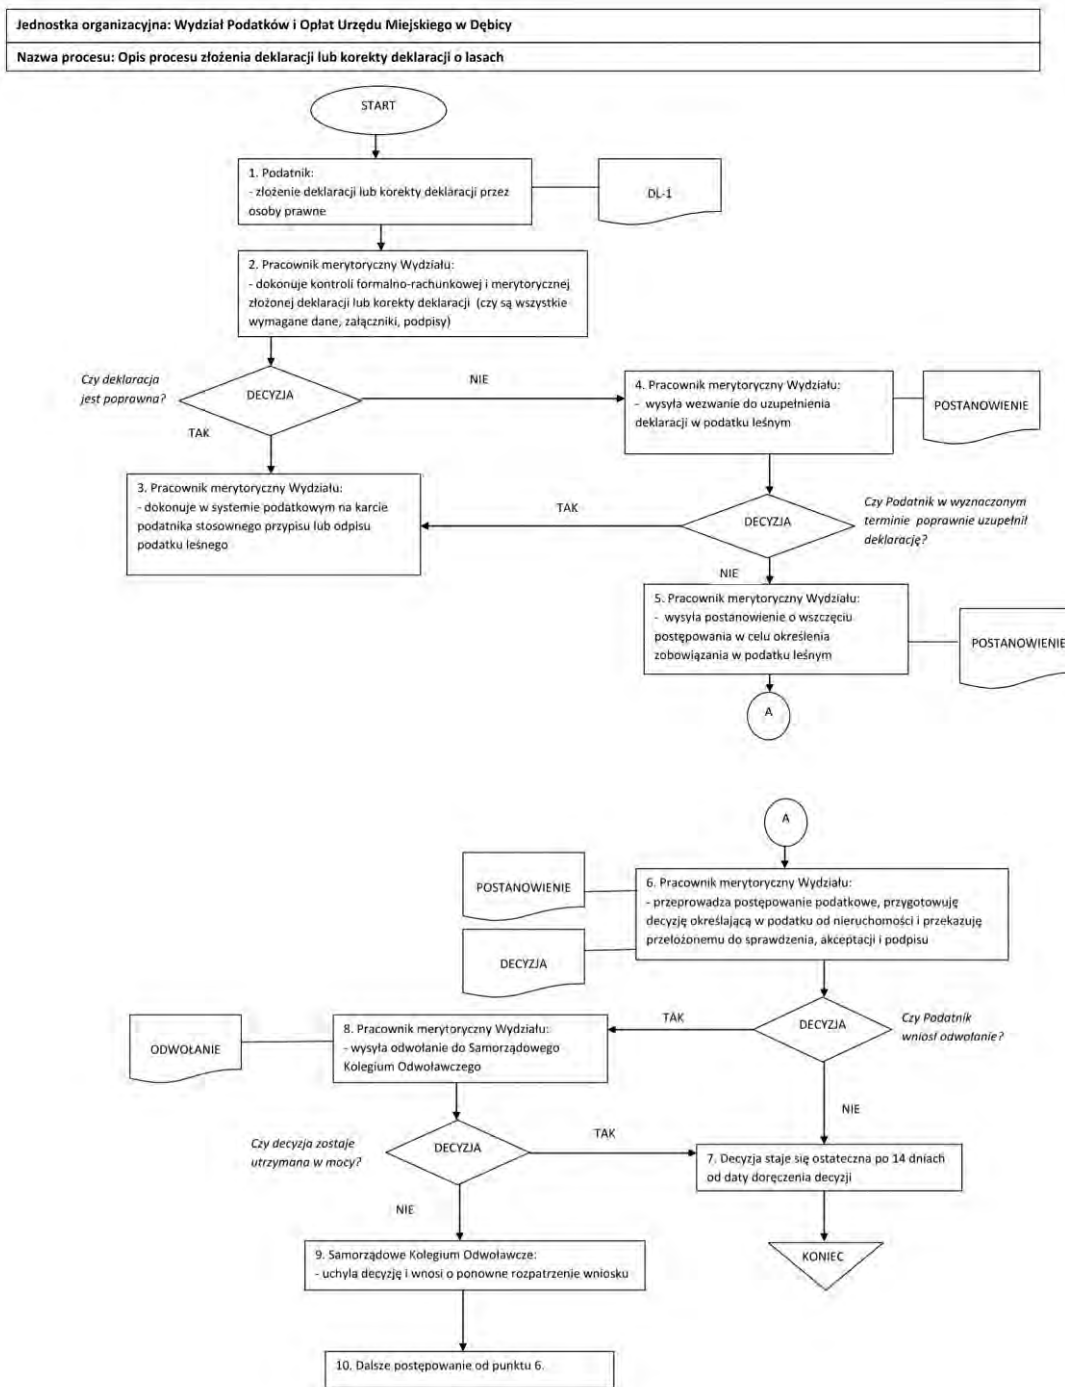 Jednostka organizacyjna: Wydział Podatków i Opłat Urzędu Miejskiego w Dębicy
Nazwa procesu: Opis procesu złożenia deklaracji lub korekty deklaracji o lasach
START
1. Podatnik:
- złożenie deklaracji lub korekty deklaracji przez
osoby prawne
DL-1
2. Pracownik merytoryczny Wydziału:
- dokonuje kontroli formalno-rachunkowej i merytorycznej
złożonej deklaracji lub korekty deklaracji (czy są wszystkie
wymagane dane, załączniki, podpisy)
Czy deklaracja
jest poprawna?
DECYZJA
NIE
TAK
4. Pracownik merytoryczny Wydziału:
- wysyła wezwanie do uzupełnienia
deklaracji w podatku leśnym
POSTANOWIENIE
3. Pracownik merytoryczny Wydziału:
- dokonuje w systemie podatkowym na karcie
podatnika stosownego przypisu lub odpisu
podatku leśnego
TAK
DECYZJA
Czy Podatnik w wyznaczonym
terminie poprawnie uzupełnił
deklarację?
NIE
5. Pracownik merytoryczny Wydziału:
- wysyła postanowienie o wszczęciu
postępowania w celu określenia
zobowiązania w podatku leśnym
POSTANOWIENIE
A
A
POSTANOWIENIE
6. Pracownik merytoryczny Wydziału:
- przeprowadza postępowanie podatkowe, przygotowuję
decyzję określającą w podatku od nieruchomości i przekazuję
przełożonemu do sprawdzenia, akceptacji i podpisu
DECYZJA
DECYZJA
Czy Podatnik
wniosł odwołanie?
TAK
NIE
8. Pracownik merytoryczny Wydziału:
- wysyła odwołanie do Samorządowego
Kolegium Odwoławczego
ODWOŁANIE
Czy decyzja zostaje
utrzymana w mocy?
DECYZJA
TAK
NIE
7. Decyzja staje się ostateczna po 14 dniach
od daty doręczenia decyzji
KONIEC
9. Samorządowe Kolegium Odwoławcze:
- uchyla decyzję i wnosi o ponowne rozpatrzenie wniosku
10. Dalsze postępowanie od punktu 6.